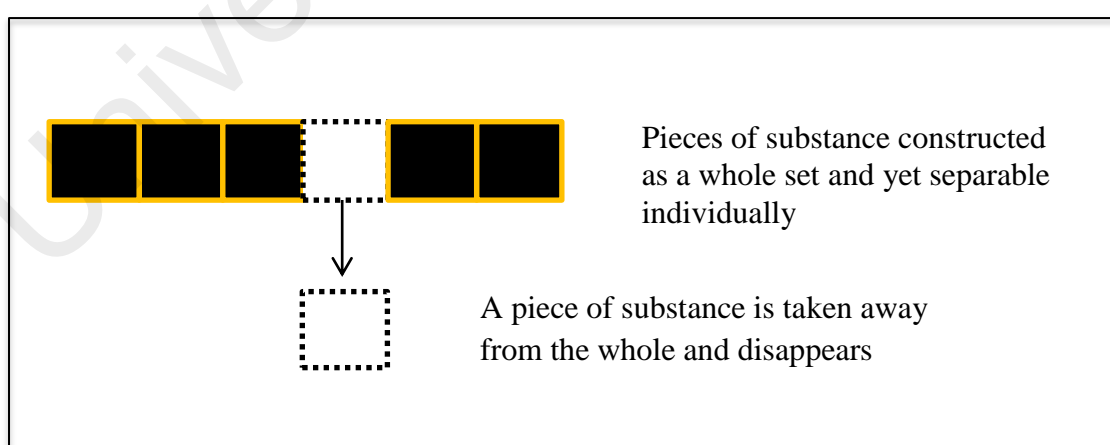 Unive
Pieces of substance constructed
as a whole set and yet separable
individually
A piece of substance is taken away
from the whole and disappears